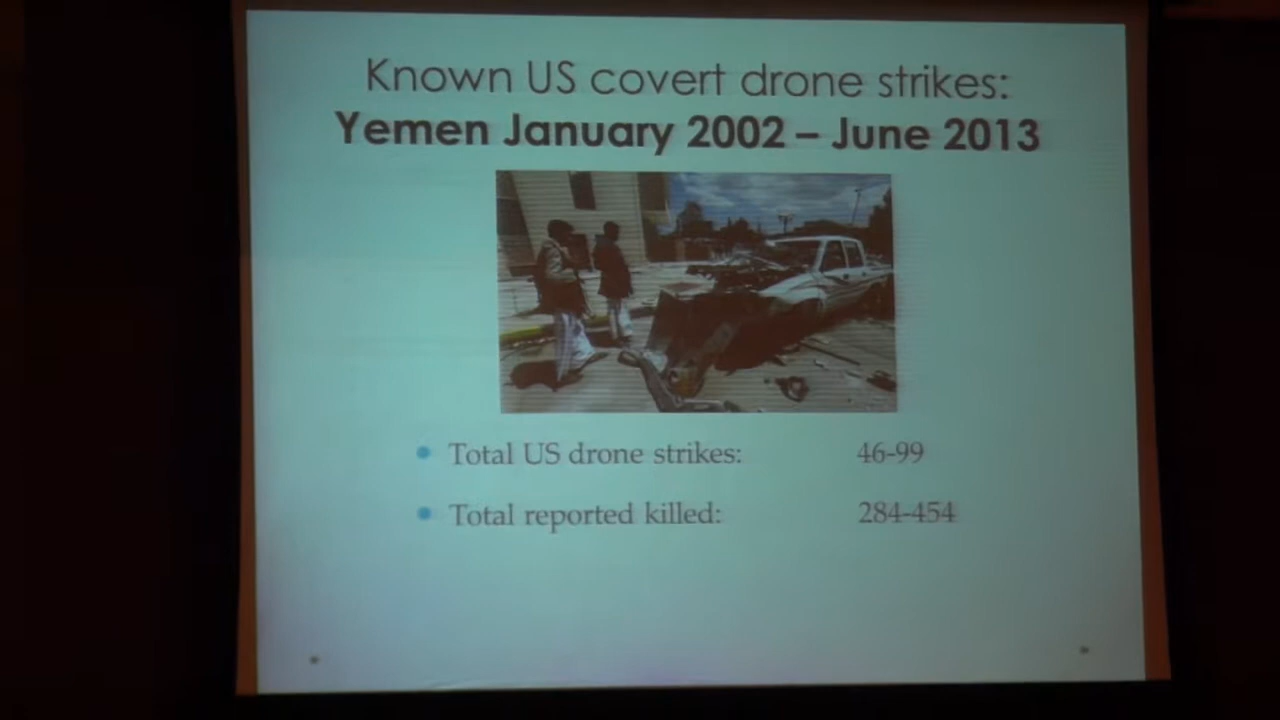 Known US covert drone strikes:
Yemen January 2002 – June 2013
• Total US drone strikes: 46-99
• Total reported killed: 284-454